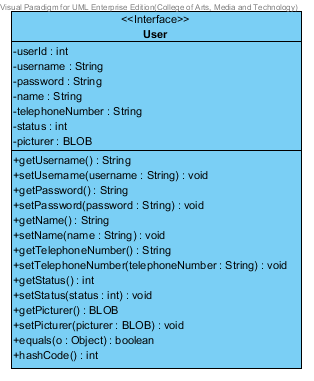 Visual Paradigm for UML Enterprise Edition(College of Arts, Media and Technology)
<<Interface>>
User
-userId : int
-username : String
-password : String
-name : String
-telephoneNumber : String
-status : int
-picturer : BLOB
+getUsername() : String
+setUsername(username : String) : void
+getPassword() : String
+setPassword(password : String) : void
+getName() : String
+setName(name : String) : void
+getTelephoneNumber() : String
+setTelephoneNumber(telephoneNumber : String) : void
+getStatus() : int
+setStatus(status : int) : void
+getPicturer() : BLOB
+setPicturer(picturer : BLOB) : void
+equals(o : Object) : boolean
+hashCode() : int